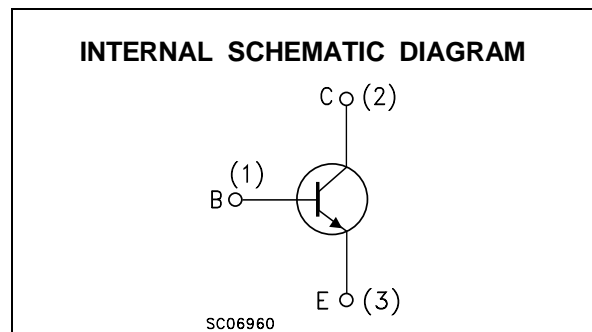 INTERNAL SCHEMATIC DIAGRAM
C (2)
(1)
B
E (3)
SC06960